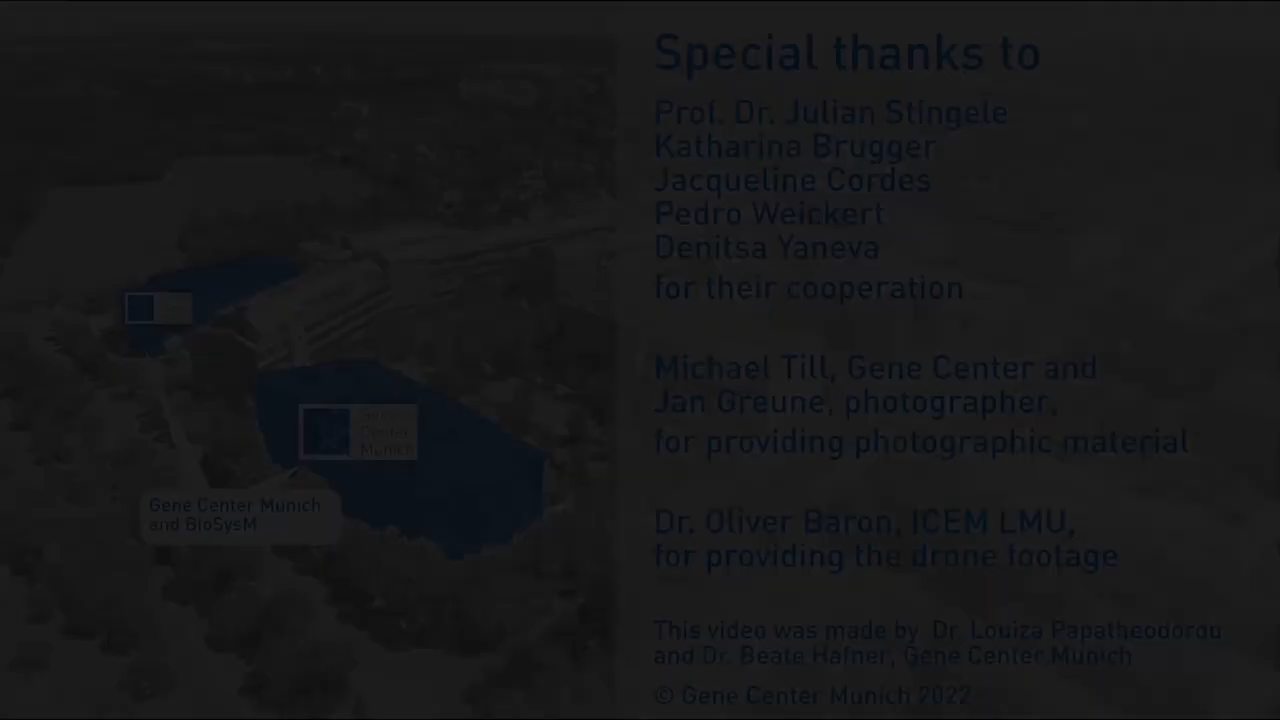 Special thanks to
Prof. Dr. Julian Stingele
Katharina Brugger
Jacqueline Cordes
Pedro Weickert
Denitsa Yaneva
for their cooperation
Michael Till, Gene Center and
Jan Greune, photographer,
for providing photographic material
Dr. Oliver Baron, ICEM LMU,
for providing the drone footage
This video was made by Dr. Louiza Papatheodorou
and Dr. Beate Hafner, Gene Center Munich
© Gene Center Munich 2022
Gene
Center
Munich
Gene Center Munich
and BioSysM